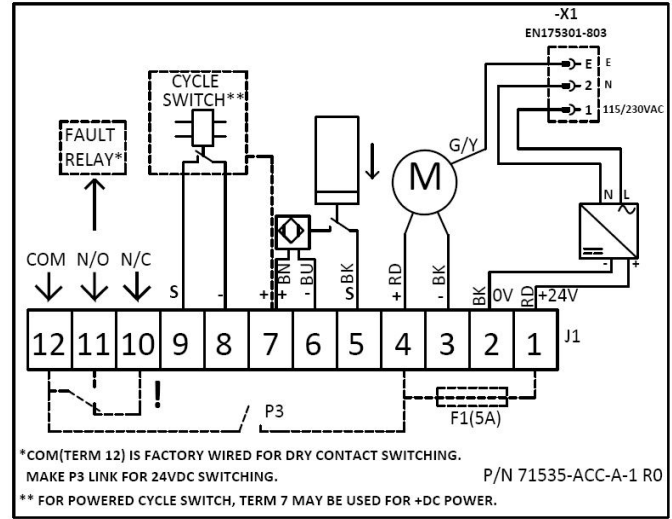 -X1
EN175301-803
E E
2 N
1 115/230VAC
CYCLE
SWITCH**
FAULT
RELAY*
G/Y
M
N L
- +
COM N/O N/C
S - + + BN - BU S BK + RD - BK BK 0V RD +24V
12 11 10 9 8 7 6 5 4 3 2 1 J1
! P3 F1(5A)
*COM(TERM 12) IS FACTORY WIRED FOR DRY CONTACT SWITCHING.
MAKE P3 LINK FOR 24VDC SWITCHING.
P/N 71535-ACC-A-1 R0
** FOR POWERED CYCLE SWITCH, TERM 7 MAY BE USED FOR +DC POWER.